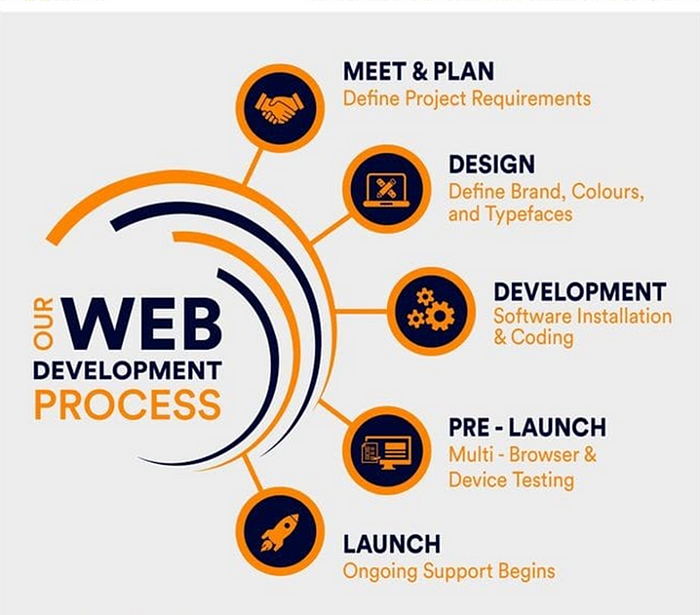 MEET & PLAN
Define Project Requirements
DESIGN
Define Brand, Colours,
and Typefaces
OUR WEB
DEVELOPMENT
PROCESS
DEVELOPMENT
Software Installation
& Coding
PRE - LAUNCH
Multi - Browser &
Device Testing
LAUNCH
Ongoing Support Begins